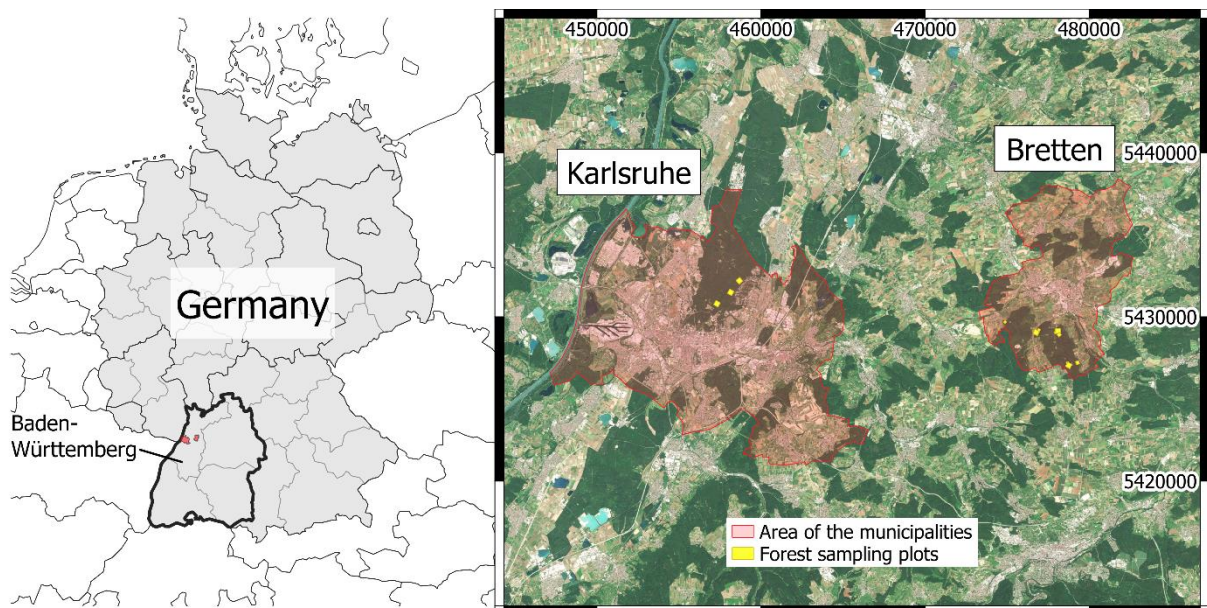 Germany
Baden-
Württemberg
450000
460000
470000
480000
Karlsruhe
Bretten
5440000
5430000
5420000
Area of the municipalities
Forest sampling plots